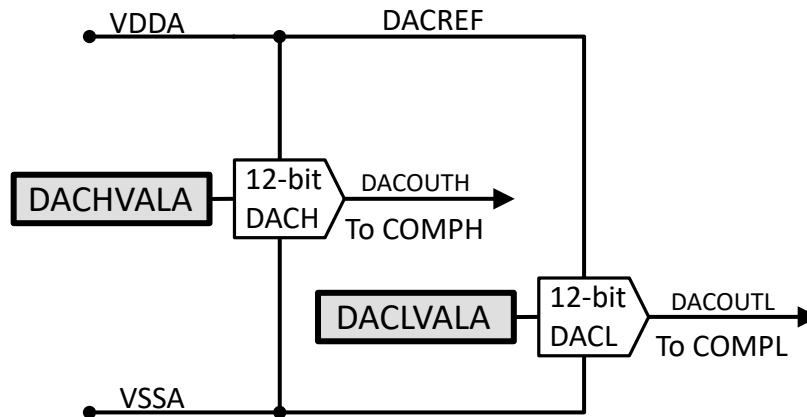 VDDA
DACREF
DACHVALA
12-bit
DACH
DACOUTH
To COMPH
DACLVALA
12-bit
DACL
DACOUTL
To COMPL
VSSA